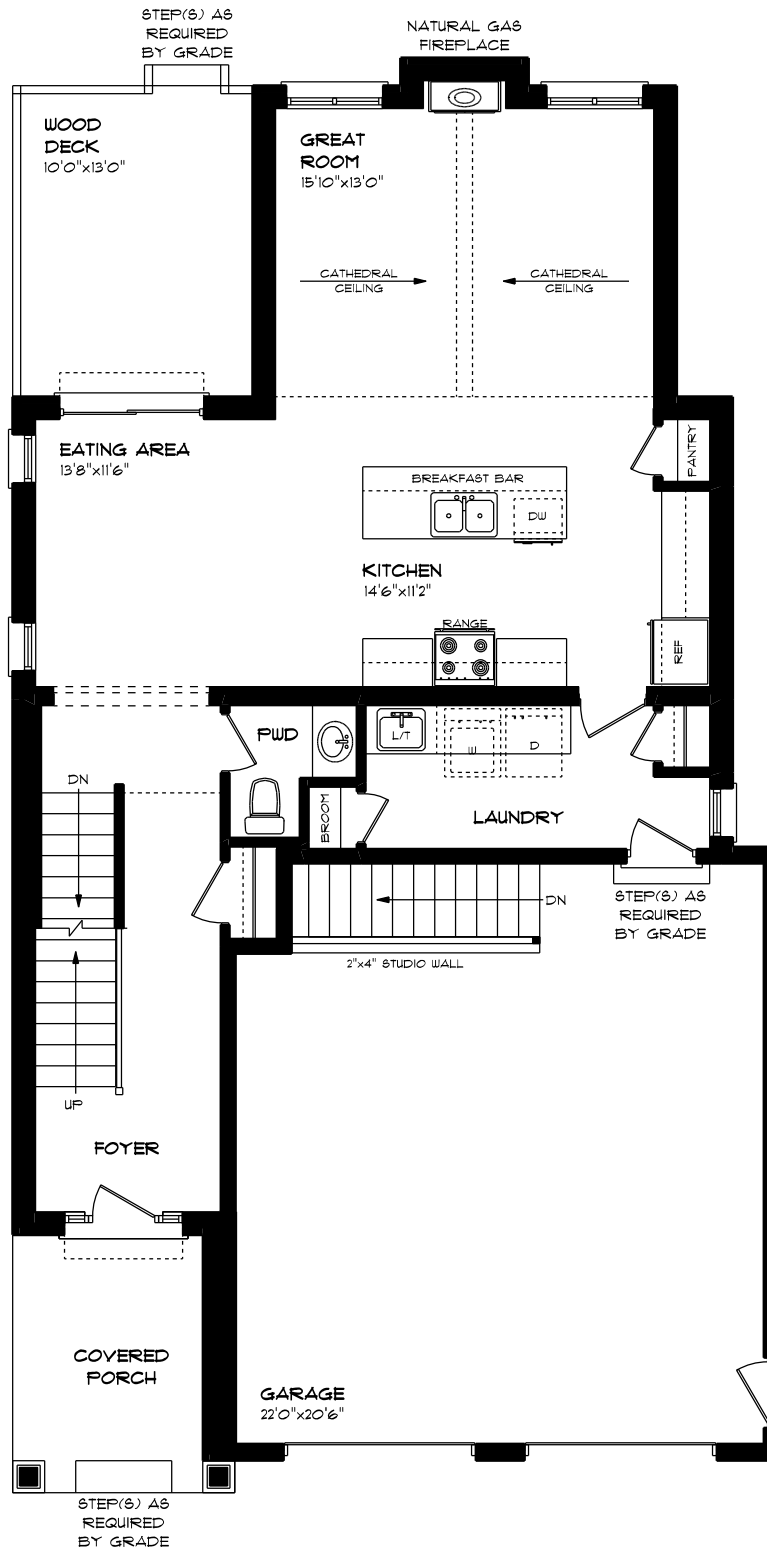 STEP(S) AS
REQUIRED
BY GRADE
NATURAL GAS
FIREPLACE
WOOD
DECK
10'0"x13'0"
GREAT
ROOM
15'10"x13'0"
CATHEDRAL
CEILING
CATHEDRAL
CEILING
EATING AREA
13'8"x11'6"
PANTRY
BREAKFAST BAR
DW
KITCHEN
14'6"x11'2"
RANGE
REF
PWD
L/T
W
D
DN
BROOM
LAUNDRY
DN
STEP(S) AS
REQUIRED
BY GRADE
2"x4" STUDIO WALL
UP
FOYER
COVERED
PORCH
GARAGE
22'0"x20'6"
STEP(S) AS
REQUIRED
BY GRADE